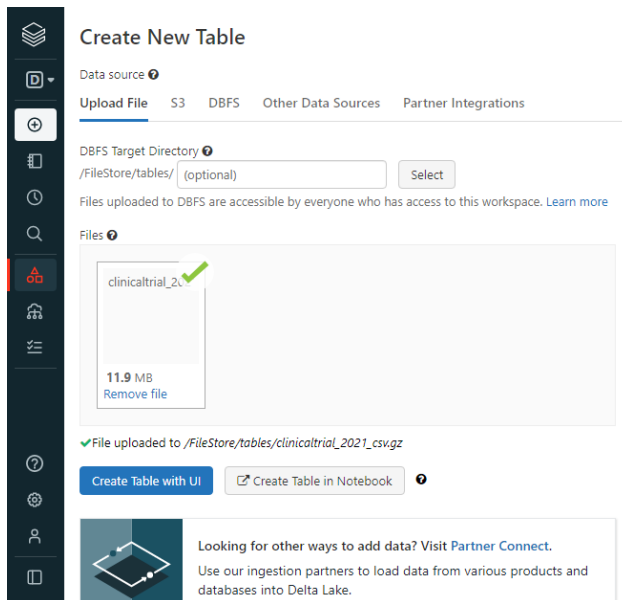 Create New Table
D
Data source
Upload File S3 DBFS Other Data Sources Partner Integrations
DBFS Target Directory
/FileStore/tables/ (optional) Select
Files uploaded to DBFS are accessible by everyone who has access to this workspace. Learn more
Files
clinicaltrial_20
11.9 MB
Remove file
File uploaded to /FileStore/tables/clinicaltrial_2021_csv.gz
Create Table with UI Create Table in Notebook
Looking for other ways to add data? Visit Partner Connect.
Use our ingestion partners to load data from various products and
databases into Delta Lake.